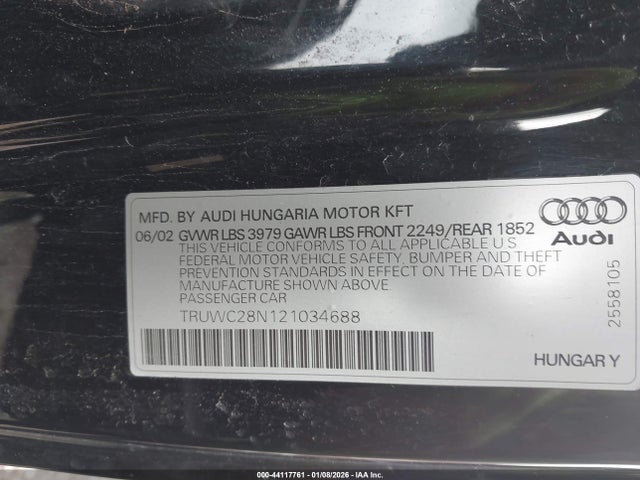 MFD. BY AUDI HUNGARIA MOTOR KFT
06/02 GVWR LBS 3979 GAWR LBS FRONT 2249/REAR 1852
THIS VEHICLE CONFORMS TO ALL APPLICABLE U.S
FEDERAL MOTOR VEHICLE SAFETY, BUMPER AND THEFT
PREVENTION STANDARDS IN EFFECT ON THE DATE OF
MANUFACTURE SHOWN ABOVE
PASSENGER CAR
TRUWC28N121034688
Audi
2558105
HUNGARY
000-44117761 - 01/08/2026 - IAA Inc.